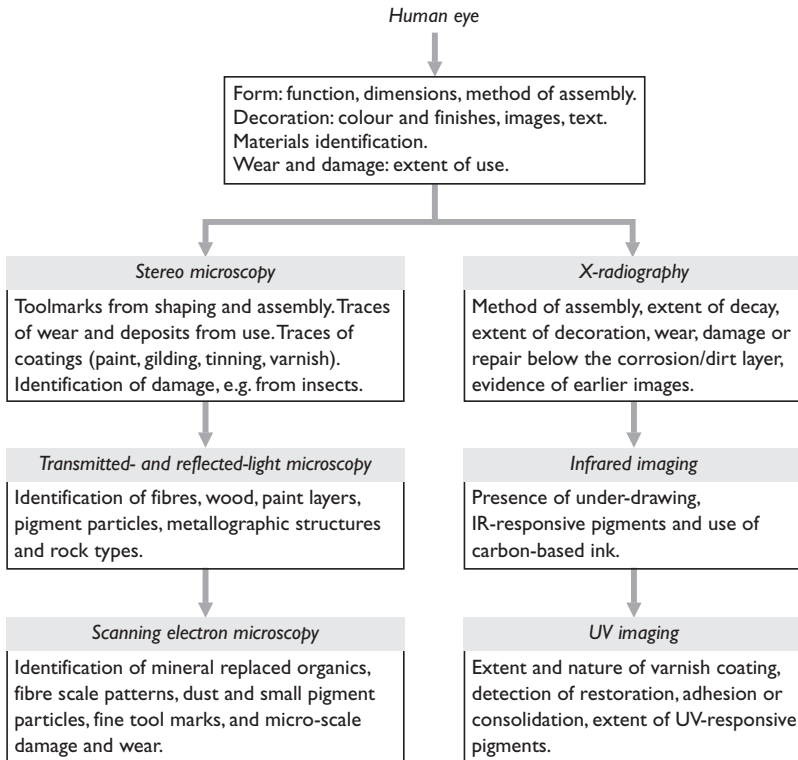 Human eye
Form: function, dimensions, method of assembly.
Decoration: colour and finishes, images, text.
Materials identification.
Wear and damage: extent of use.
Stereo microscopy
Toolmarks from shaping and assembly. Traces
of wear and deposits from use. Traces of
coatings (paint, gilding, tinning, varnish).
Identification of damage, e.g. from insects.
X-radiography
Method of assembly, extent of decay,
extent of decoration, wear, damage or
repair below the corrosion/dirt layer,
evidence of earlier images.
Transmitted- and reflected-light microscopy
Identification of fibres, wood, paint layers,
pigment particles, metallographic structures
and rock types.
Infrared imaging
Presence of under-drawing,
IR-responsive pigments and use of
carbon-based ink.
Scanning electron microscopy
Identification of mineral replaced organics,
fibre scale patterns, dust and small pigment
particles, fine tool marks, and micro-scale
damage and wear.
UV imaging
Extent and nature of varnish coating,
detection of restoration, adhesion or
consolidation, extent of UV-responsive
pigments.